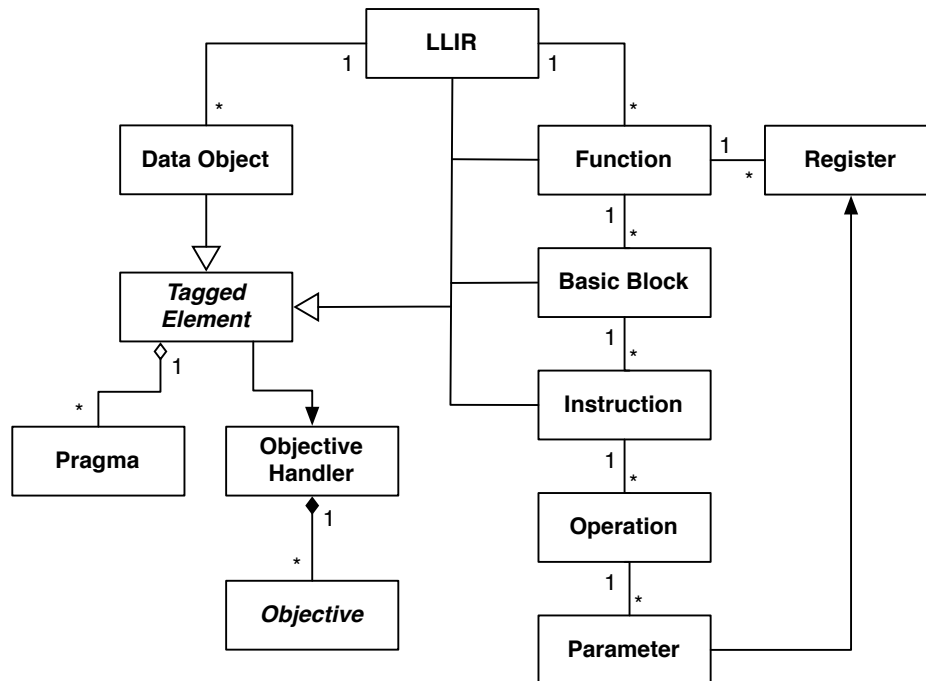 LLIR
1
1
*
*
Data Object
Function
1
*
Register
1
*
Tagged
Element
Basic Block
1
*
1
*
Pragma
Objective
Handler
Instruction
1
*
1
*
Operation
Objective
1
*
Parameter